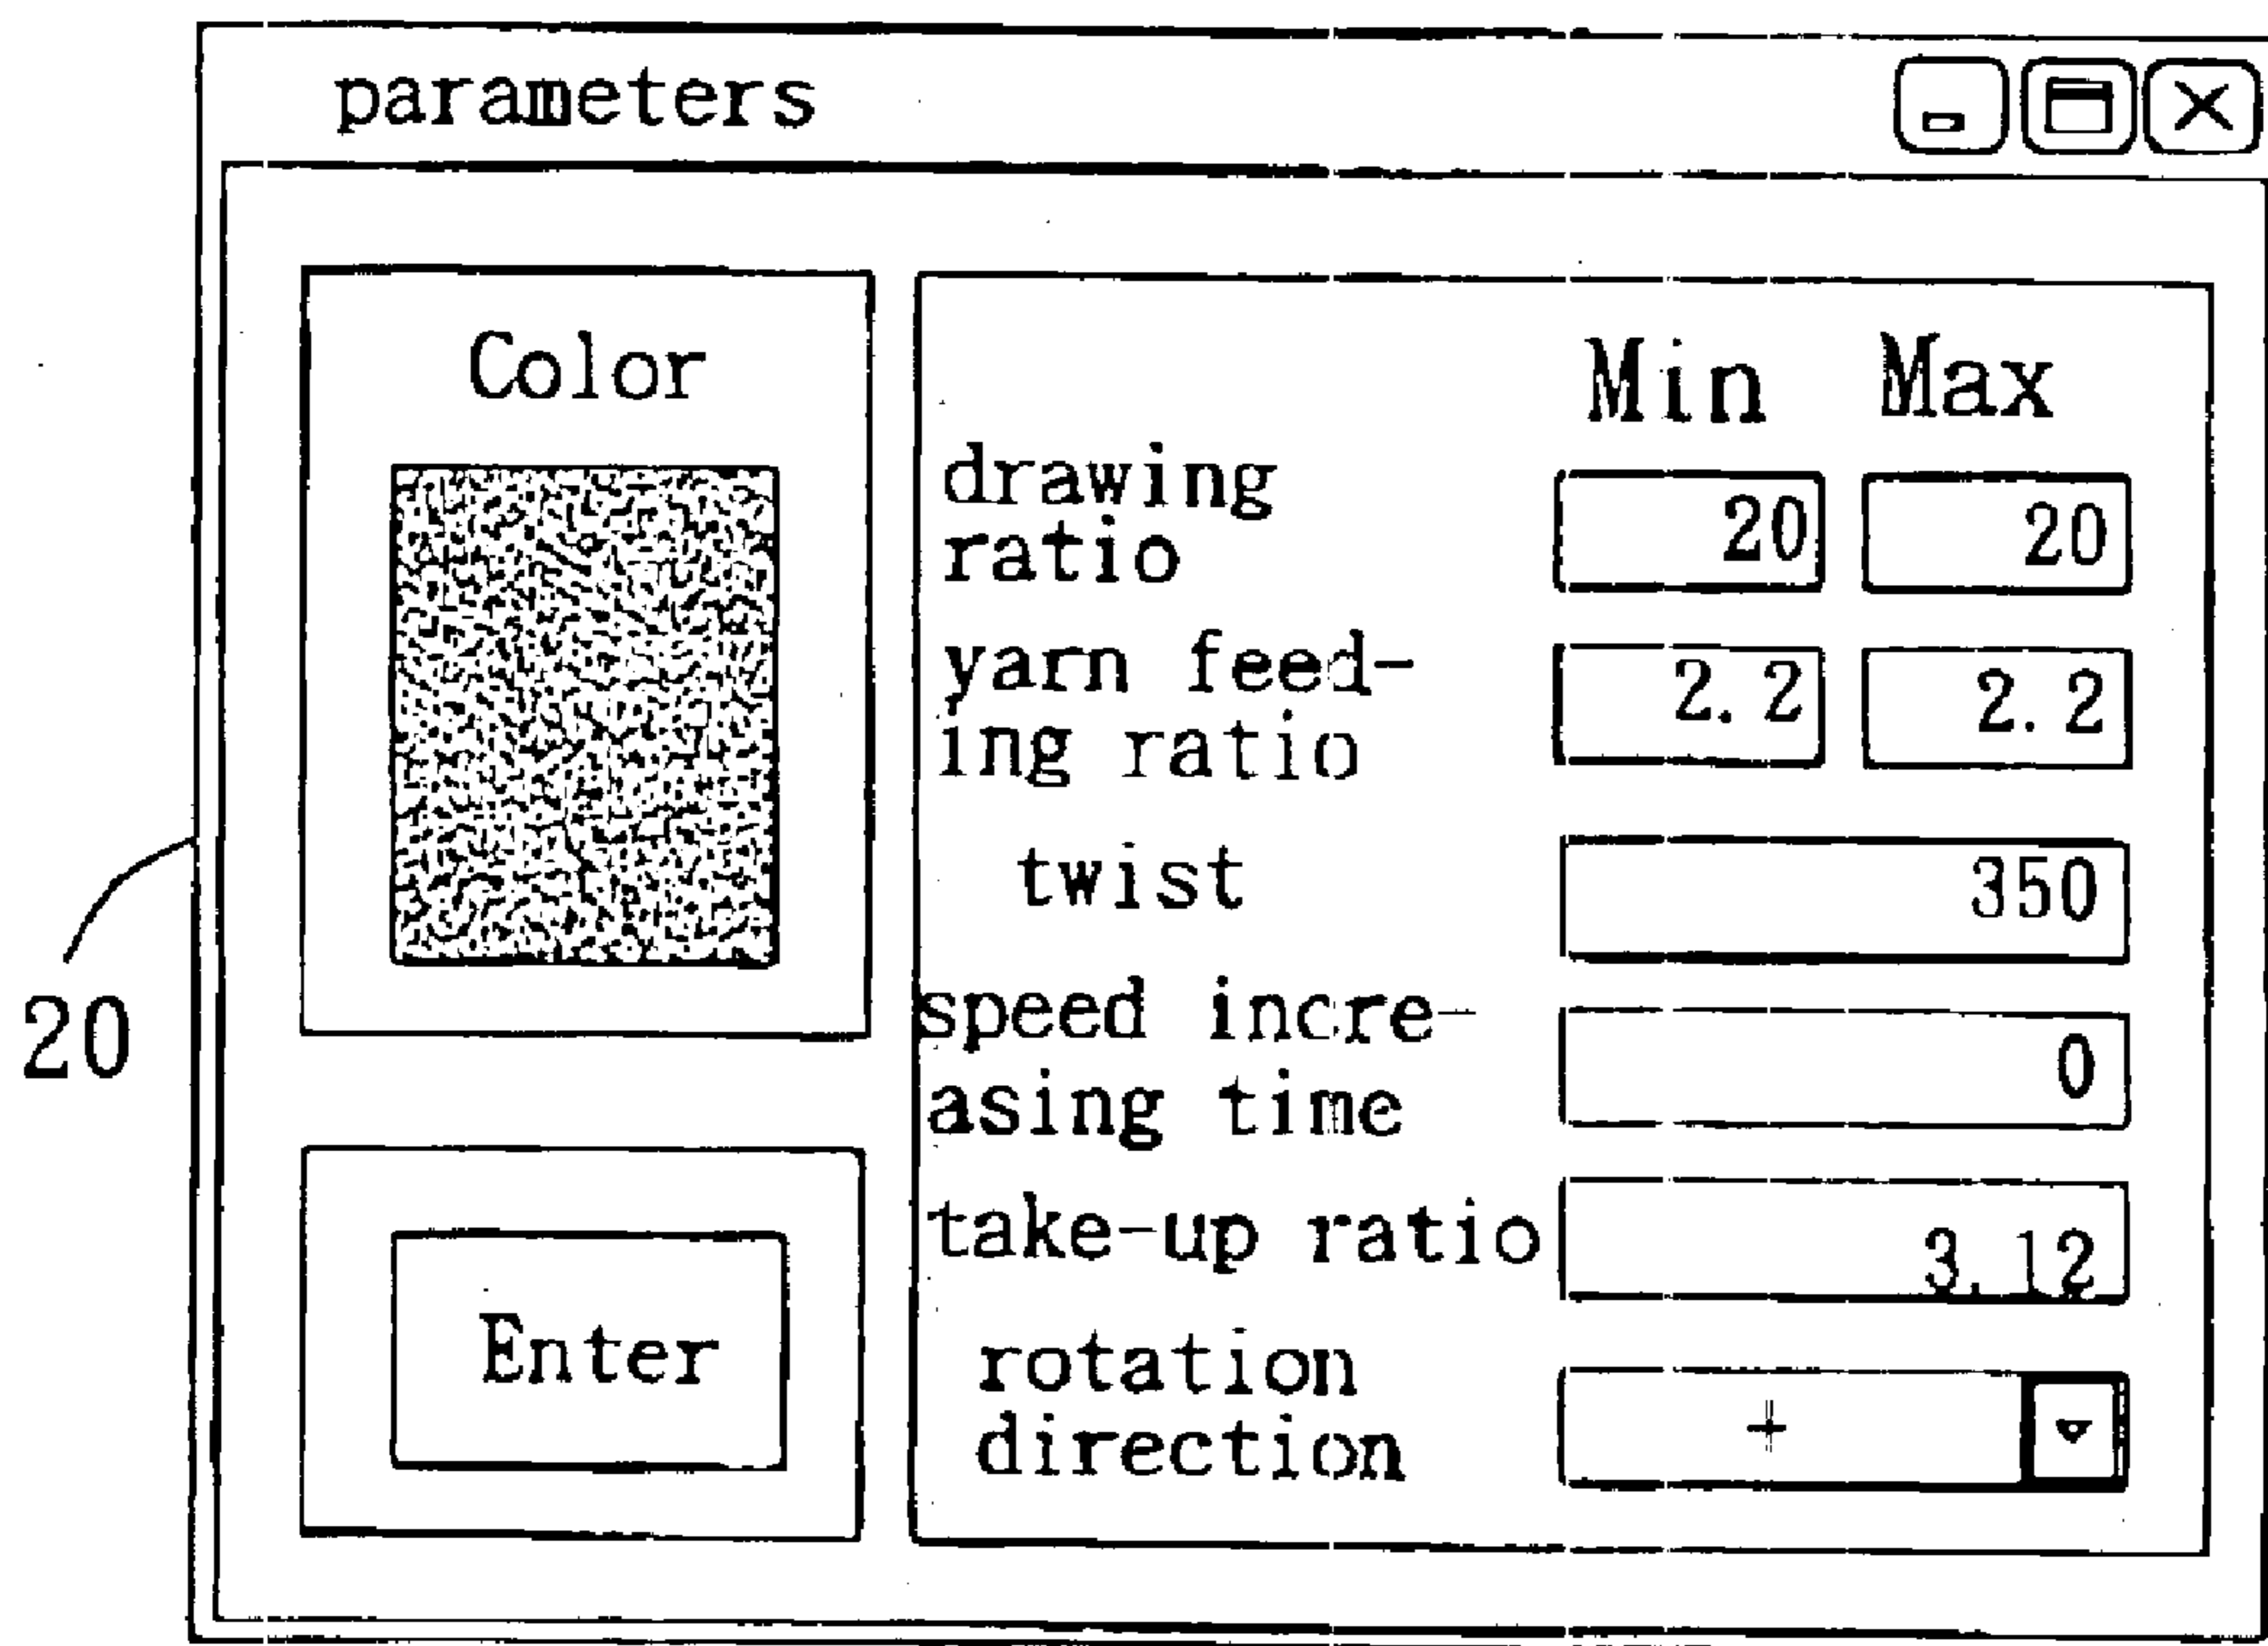 parameters
Color
Min Max
drawing
ratio
20 20
yarn feed-
ing ratio
2.2 2.2
twist
350
speed incre-
asing time
0
take-up ratio
3.12
rotation
direction
+
Enter
20